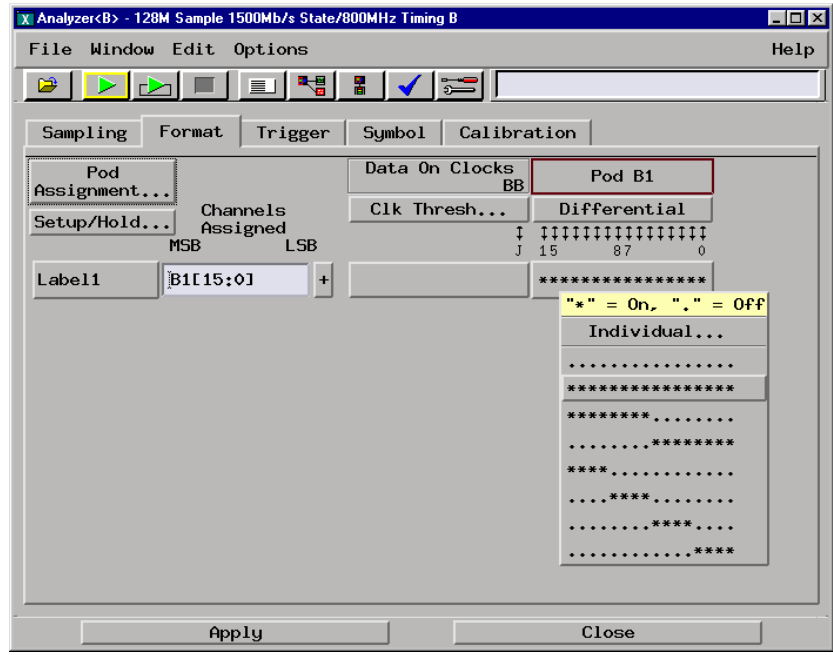 Analyzer<B> - 128M Sample 1500Mb/s State/800MHz Timing B
File Window Edit Options Help
Sampling Format Trigger Symbol Calibration
Pod
Assignment...
Data On Clocks
BB
Pod B1
Setup/Hold...
Channels
Assigned
MSB LSB
Clk Thresh...
Differential
J 15 87 0
Label1 B1[15:0] + ****************
"*" = On, "." = Off
Individual...
................
****************
********........
........********
****............
....****........
........****....
............****
Apply Close